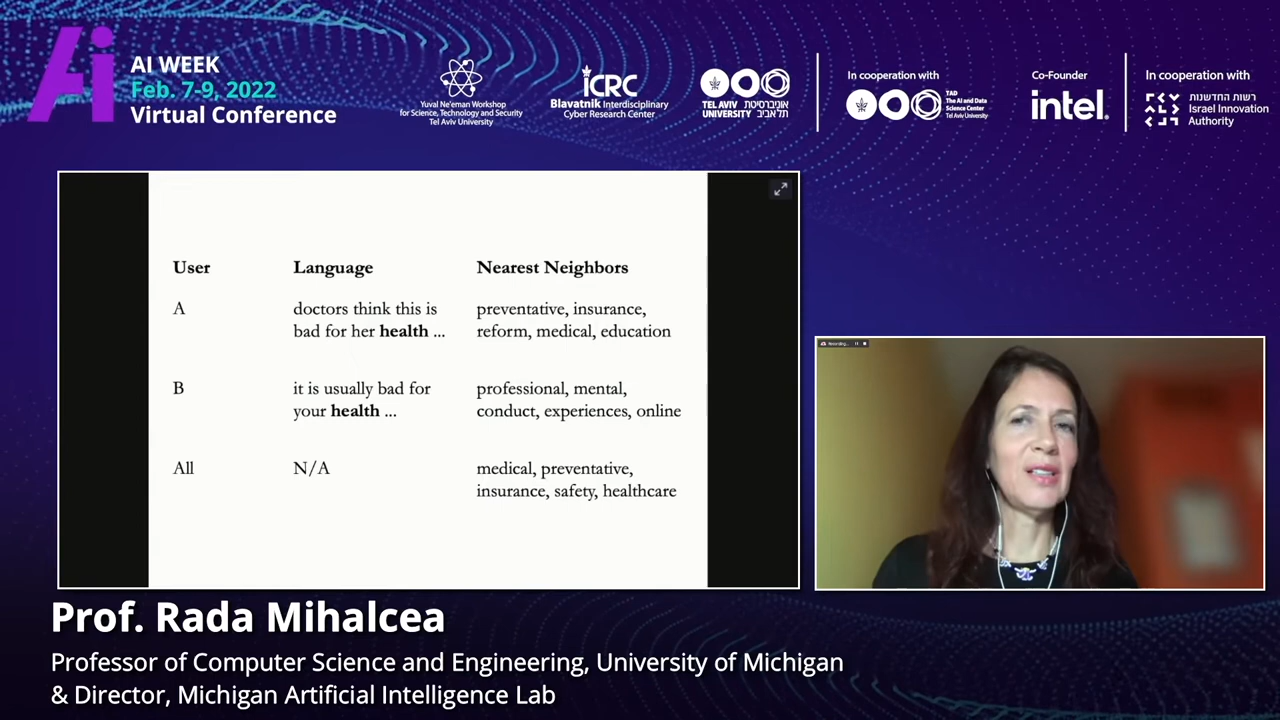 Ai
AI WEEK
Feb. 7-9, 2022
Virtual Conference
Yuval Ne'eman Workshop
for Science, Technology and Security
Tel Aviv University
iCRC
Blavatnik Interdisciplinary
Cyber Research Center
TEL AVIV אוניברסיטת
UNIVERSITY תל אביב
In cooperation with
TAD
The AI and Data
Science Center
Tel Aviv University
Co-Founder
intel.
In cooperation with
רשות החדשנות
Israel Innovation
Authority
User Language Nearest Neighbors
A doctors think this is preventative, insurance,
bad for her health ... reform, medical, education
B it is usually bad for professional, mental,
your health ... conduct, experiences, online
All N/A medical, preventative,
insurance, safety, healthcare
Recording...
Prof. Rada Mihalcea
Professor of Computer Science and Engineering, University of Michigan
& Director, Michigan Artificial Intelligence Lab